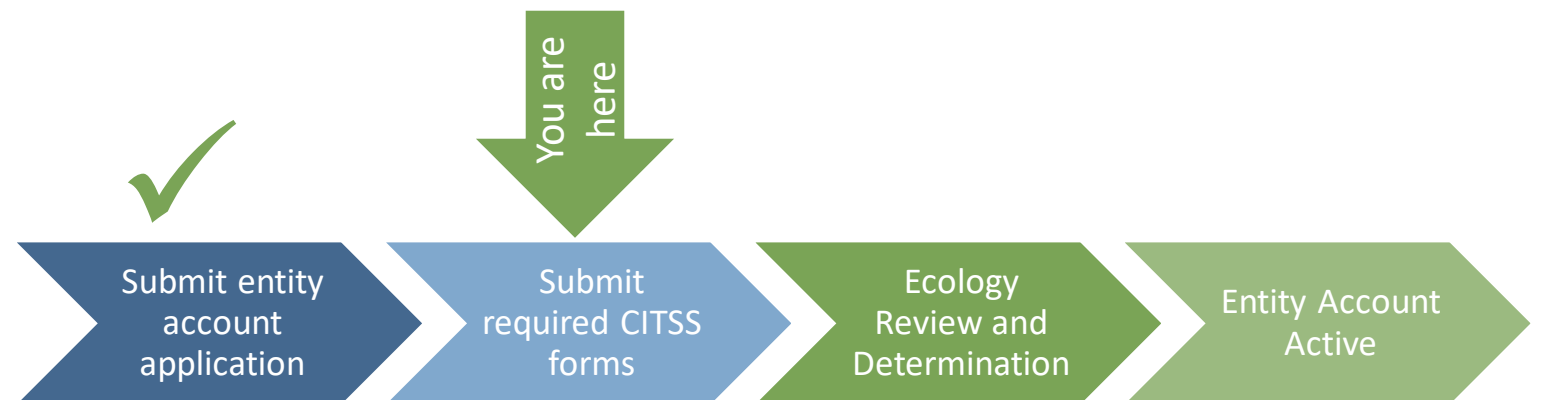 You are
here
Submit entity
account
application
Submit
required CITSS
forms
Ecology
Review and
Determination
Entity Account
Active